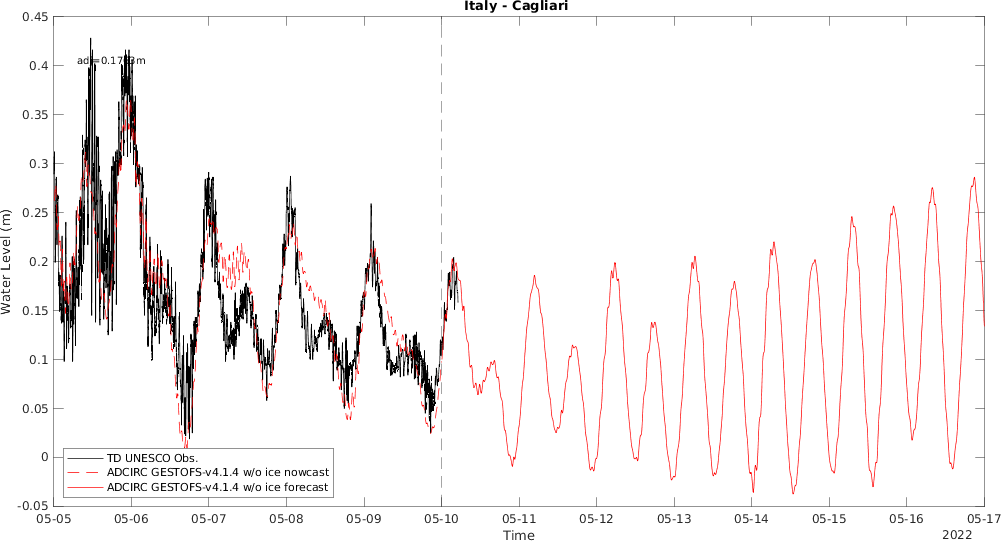 Italy - Cagliari
0.45
0.4
0.35
0.3
0.25
0.2
0.15
0.1
0.05
0
-0.05
Water Level (m)
TD UNESCO Obs.
ADCIRC GESTOFS-v4.1.4 w/o ice nowcast
ADCIRC GESTOFS-v4.1.4 w/o ice forecast
05-05 05-06 05-07 05-08 05-09 05-10 05-11 05-12 05-13 05-14 05-15 05-16 05-17
Time
2022